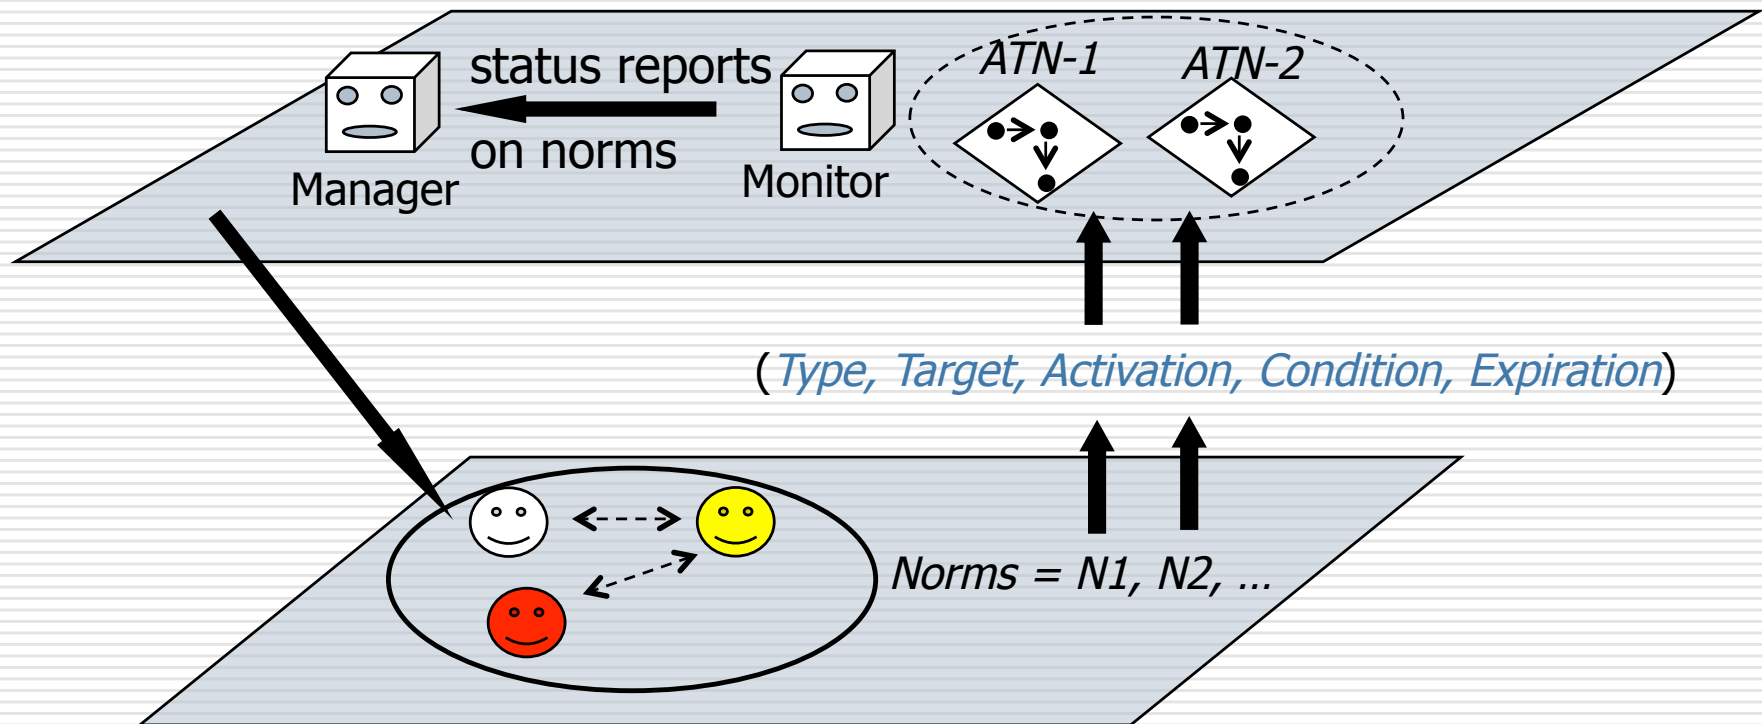 status reports
on norms
Manager
Monitor
ATN-1
ATN-2
(Type, Target, Activation, Condition, Expiration)
Norms = N1, N2, ...